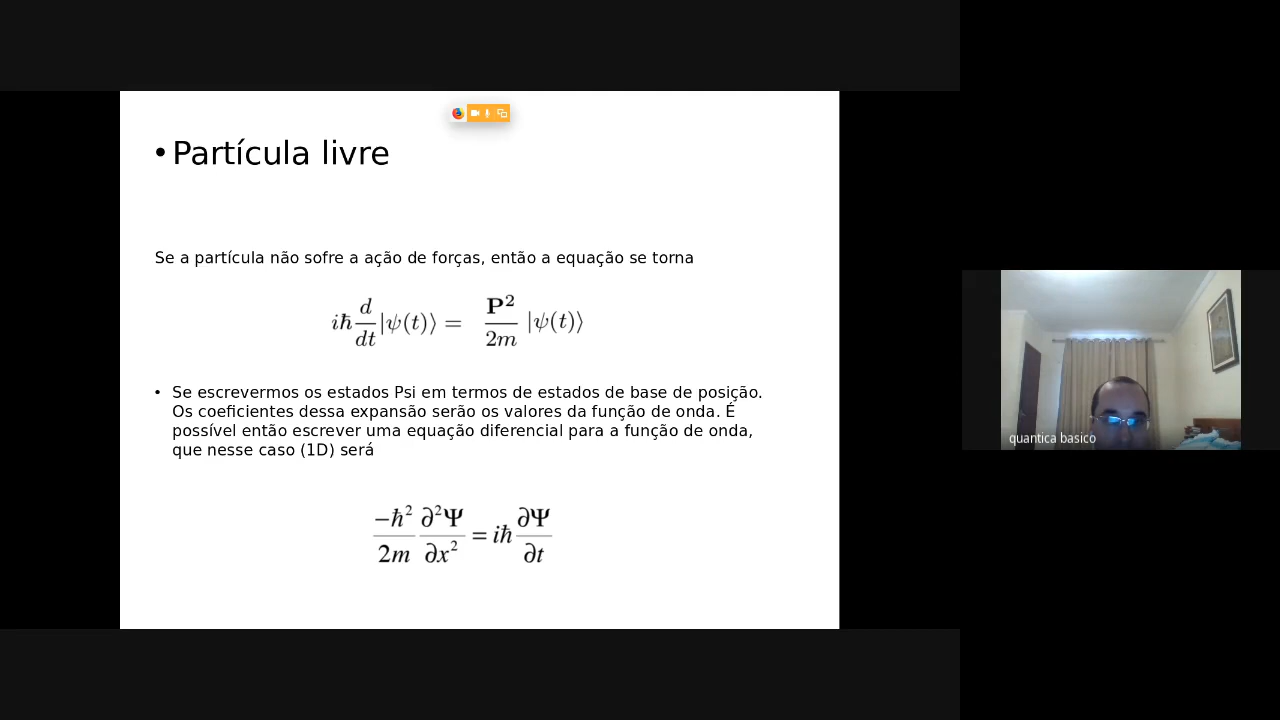 • Partícula livre
Se a partícula não sofre a ação de forças, então a equação se torna
iħ d/dt |ψ(t)⟩ = P²/2m |ψ(t)⟩
• Se escrevermos os estados Psi em termos de estados de base de posição.
Os coeficientes dessa expansão serão os valores da função de onda. É
possível então escrever uma equação diferencial para a função de onda,
que nesse caso (1D) será
−ħ²/2m ∂²Ψ/∂x² = iħ ∂Ψ/∂t
quantica basico